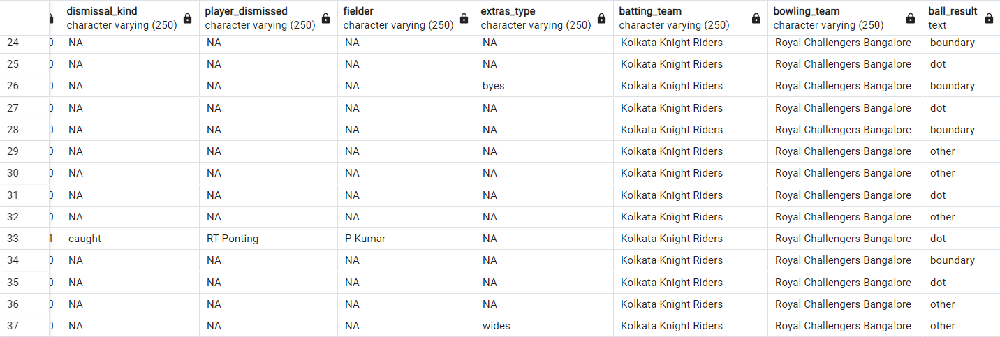 dismissal_kind player_dismissed fielder extras_type batting_team bowling_team ball_result
character varying (250) character varying (250) character varying (250) character varying (250) character varying (250) character varying (250) text
24 0 NA NA NA NA Kolkata Knight Riders Royal Challengers Bangalore boundary
25 0 NA NA NA NA Kolkata Knight Riders Royal Challengers Bangalore dot
26 0 NA NA NA byes Kolkata Knight Riders Royal Challengers Bangalore boundary
27 0 NA NA NA NA Kolkata Knight Riders Royal Challengers Bangalore dot
28 0 NA NA NA NA Kolkata Knight Riders Royal Challengers Bangalore boundary
29 0 NA NA NA NA Kolkata Knight Riders Royal Challengers Bangalore other
30 0 NA NA NA NA Kolkata Knight Riders Royal Challengers Bangalore other
31 0 NA NA NA NA Kolkata Knight Riders Royal Challengers Bangalore dot
32 0 NA NA NA NA Kolkata Knight Riders Royal Challengers Bangalore other
33 1 caught RT Ponting P Kumar NA Kolkata Knight Riders Royal Challengers Bangalore dot
34 0 NA NA NA NA Kolkata Knight Riders Royal Challengers Bangalore boundary
35 0 NA NA NA NA Kolkata Knight Riders Royal Challengers Bangalore dot
36 0 NA NA NA NA Kolkata Knight Riders Royal Challengers Bangalore other
37 0 NA NA NA wides Kolkata Knight Riders Royal Challengers Bangalore other